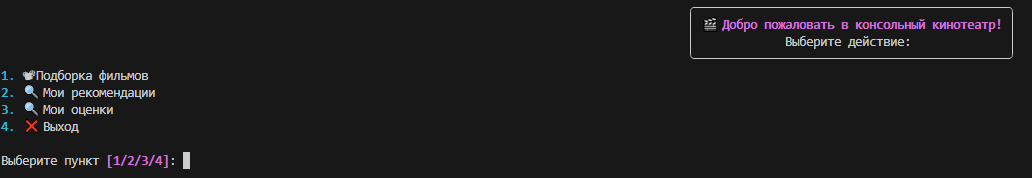 🎬 Добро пожаловать в консольный кинотеатр!
Выберите действие:
1. 📽️Подборка фильмов
2. 🔍 Мои рекомендации
3. 🔍 Мои оценки
4. ❌ Выход
Выберите пункт [1/2/3/4]: